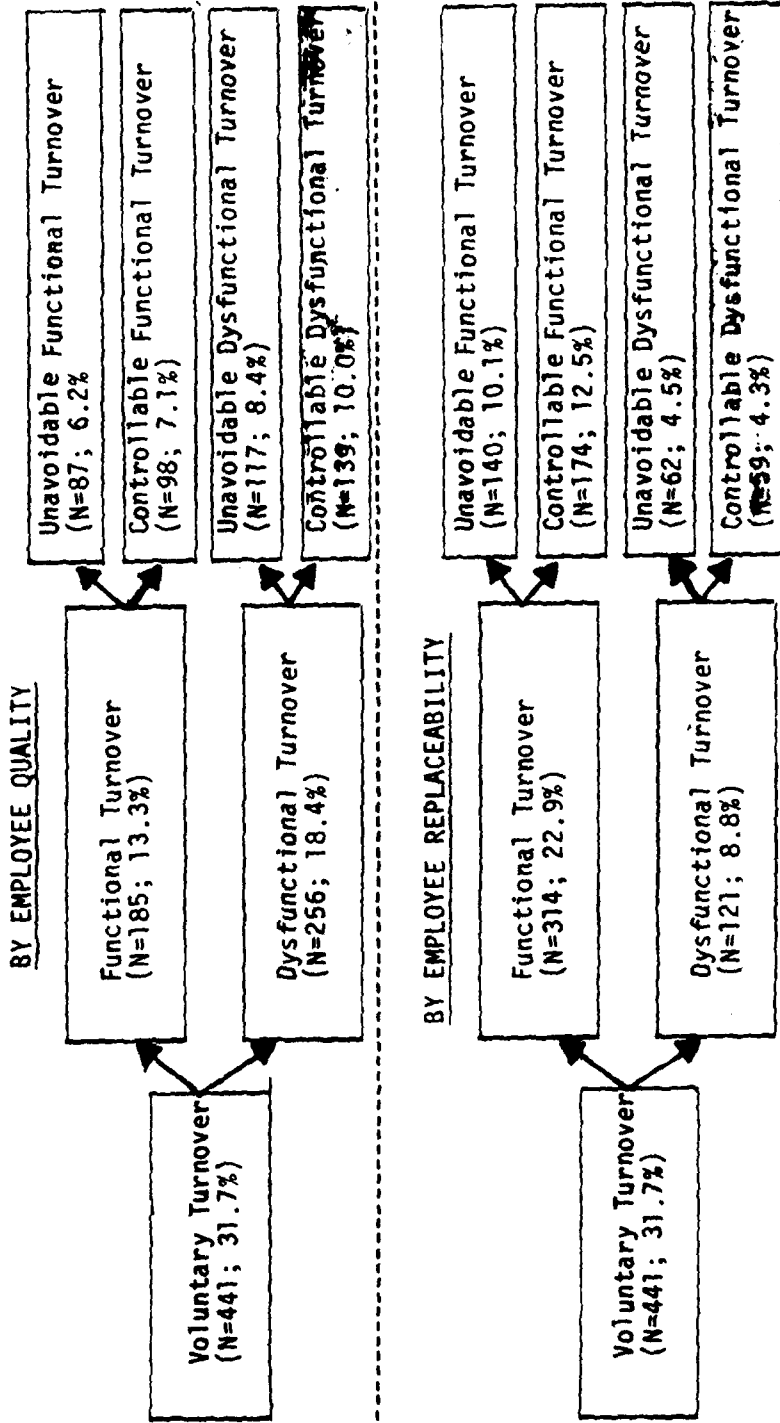 BY EMPLOYEE QUALITY
Voluntary Turnover
(N=441; 31.7%)
Functional Turnover
(N=185; 13.3%)
Dysfunctional Turnover
(N=256; 18.4%)
Unavoidable Functional Turnover
(N=87; 6.2%
Controllable Functional Turnover
(N=98; 7.1%)
Unavoidable Dysfunctional Turnover
(N=117; 8.4%)
Controllable Dysfunctional Turnover
(N=139; 10.0%)
BY EMPLOYEE REPLACEABILITY
Voluntary Turnover
(N=441; 31.7%)
Functional Turnover
(N=314; 22.9%)
Dysfunctional Turnover
(N=121; 8.8%)
Unavoidable Functional Turnover
(N=140; 10.1%)
Controllable Functional Turnover
(N=174; 12.5%)
Unavoidable Dysfunctional Turnover
(N=62; 4.5%)
Controllable Dysfunctional Turnover
(N=59; 4.3%)